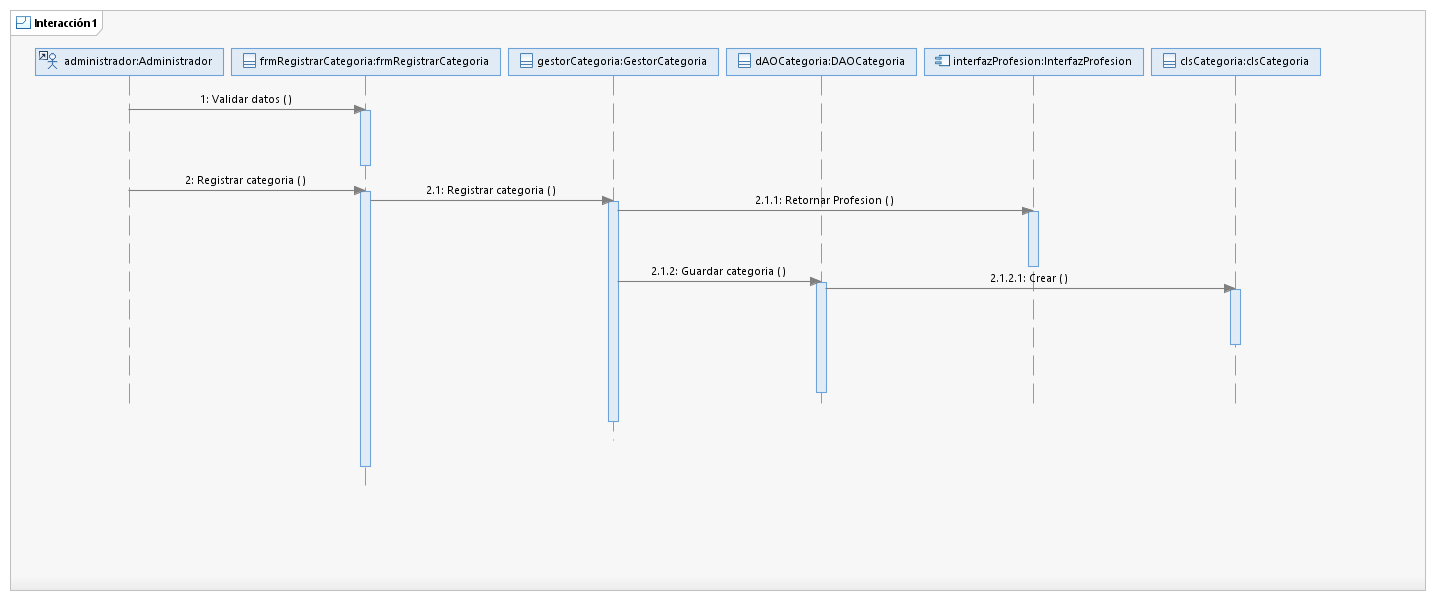 Interacción1
administrador:Administrador
frmRegistrarCategoria:frmRegistrarCategoria
gestorCategoria:GestorCategoria
dAOCategoria:DAOCategoria
interfazProfesion:InterfazProfesion
clsCategoria:clsCategoria
1: Validar datos ( )
2: Registrar categoria ( )
2.1: Registrar categoria ( )
2.1.1: Retornar Profesion ( )
2.1.2: Guardar categoria ( )
2.1.2.1: Crear ( )